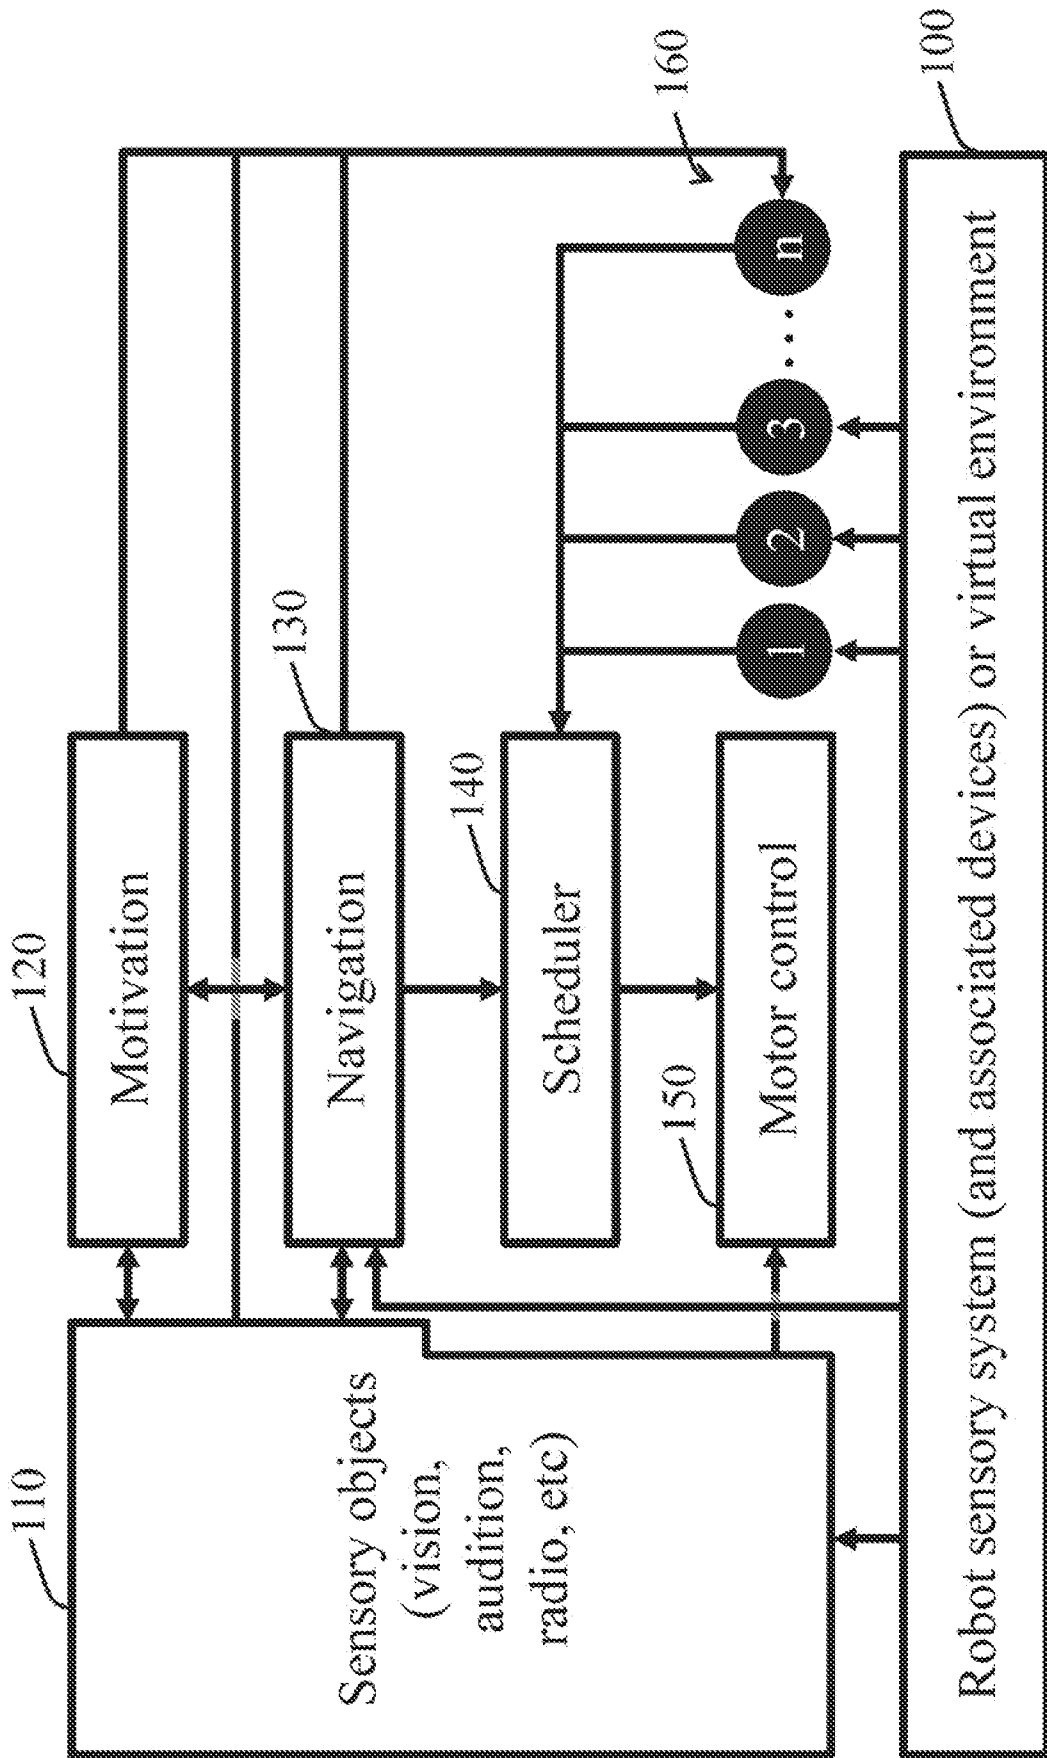 110
Sensory objects
(vision,
audition,
radio, etc)
120
Motivation
130
Navigation
140
Scheduler
150
Motor control
160
1
2
3
. . .
n
100
Robot sensory system (and associated devices) or virtual environment